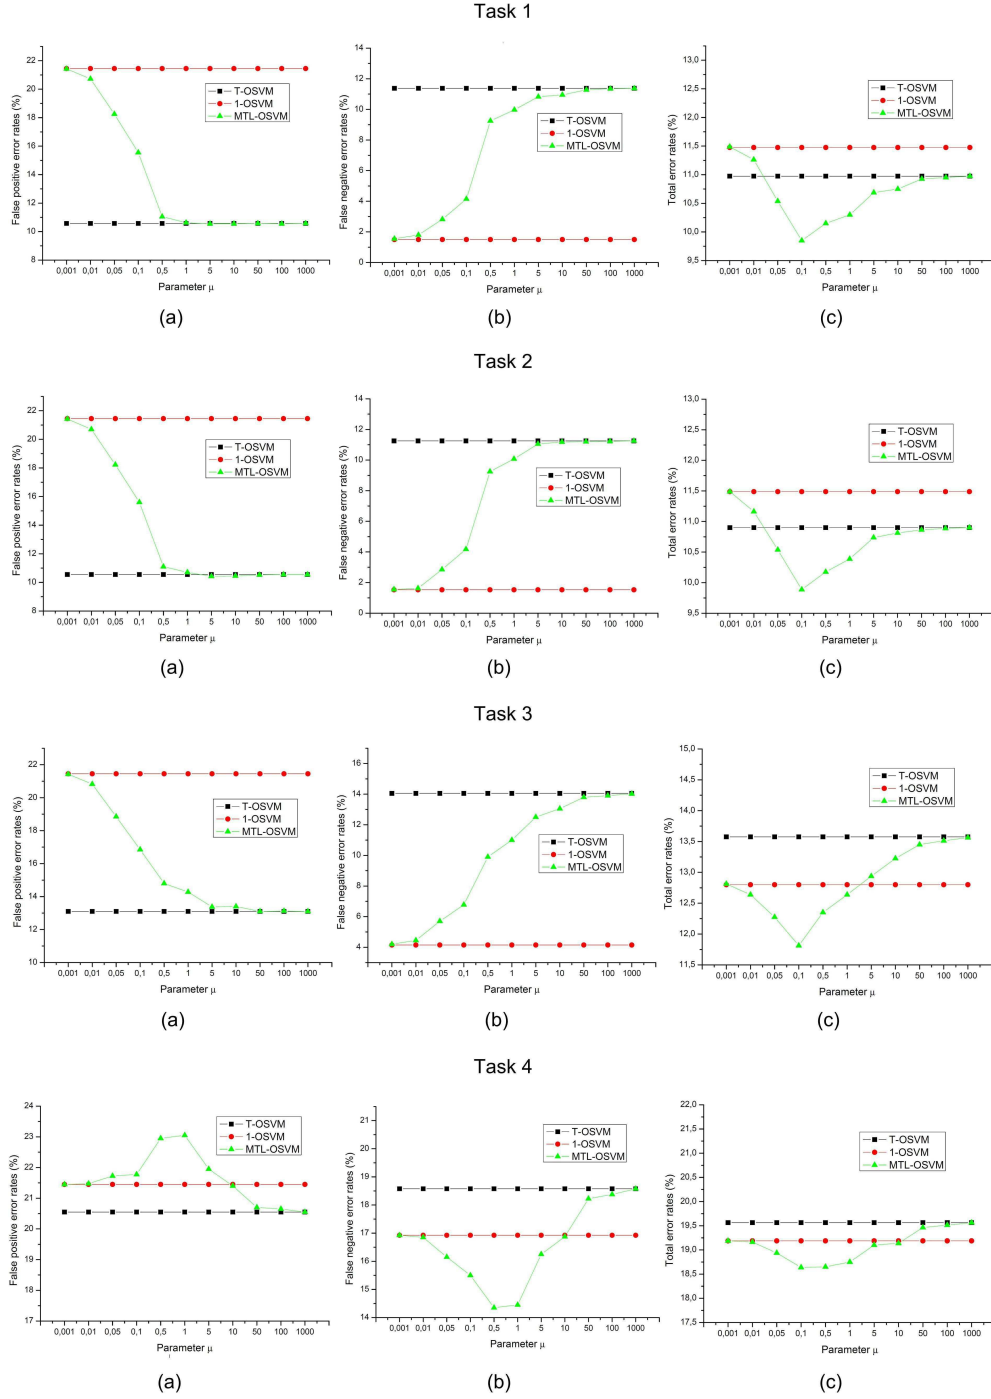 Task 1
False positive error rates (%)
22
20
18
16
14
12
10
8
T-OSVM
1-OSVM
MTL-OSVM
0,001 0,01 0,05 0,1 0,5 1 5 10 50 100 1000
Parameter μ
(a)
False negative error rates (%)
14
12
10
8
6
4
2
0
T-OSVM
1-OSVM
MTL-OSVM
0,001 0,01 0,05 0,1 0,5 1 5 10 50 100 1000
Parameter μ
(b)
Total error rates (%)
13,0
12,5
12,0
11,5
11,0
10,5
10,0
9,5
T-OSVM
1-OSVM
MTL-OSVM
0,001 0,01 0,05 0,1 0,5 1 5 10 50 100 1000
Parameter μ
(c)
Task 2
False positive error rates (%)
22
20
18
16
14
12
10
8
T-OSVM
1-OSVM
MTL-OSVM
0,001 0,01 0,05 0,1 0,5 1 5 10 50 100 1000
Parameter μ
(a)
False negative error rates (%)
14
12
10
8
6
4
2
0
T-OSVM
1-OSVM
MTL-OSVM
0,001 0,01 0,05 0,1 0,5 1 5 10 50 100 1000
Parameter μ
(b)
Total error rates (%)
13,0
12,5
12,0
11,5
11,0
10,5
10,0
9,5
T-OSVM
1-OSVM
MTL-OSVM
0,001 0,01 0,05 0,1 0,5 1 5 10 50 100 1000
Parameter μ
(c)
Task 3
False positive error rates (%)
22
20
18
16
14
12
10
T-OSVM
1-OSVM
MTL-OSVM
0,001 0,01 0,05 0,1 0,5 1 5 10 50 100 1000
Parameter μ
(a)
False negative error rates (%)
16
14
12
10
8
6
4
T-OSVM
1-OSVM
MTL-OSVM
0,001 0,01 0,05 0,1 0,5 1 5 10 50 100 1000
Parameter μ
(b)
Total error rates (%)
15,0
14,5
14,0
13,5
13,0
12,5
12,0
11,5
T-OSVM
1-OSVM
MTL-OSVM
0,001 0,01 0,05 0,1 0,5 1 5 10 50 100 1000
Parameter μ
(c)
Task 4
False positive error rates (%)
24
23
22
21
20
19
18
17
T-OSVM
1-OSVM
MTL-OSVM
0,001 0,01 0,05 0,1 0,5 1 5 10 50 100 1000
Parameter μ
(a)
False negative error rates (%)
21
20
19
18
17
16
15
14
T-OSVM
1-OSVM
MTL-OSVM
0,001 0,01 0,05 0,1 0,5 1 5 10 50 100 1000
Parameter μ
(b)
Total error rates (%)
22,0
21,5
21,0
20,5
20,0
19,5
19,0
18,5
18,0
17,5
T-OSVM
1-OSVM
MTL-OSVM
0,001 0,01 0,05 0,1 0,5 1 5 10 50 100 1000
Parameter μ
(c)